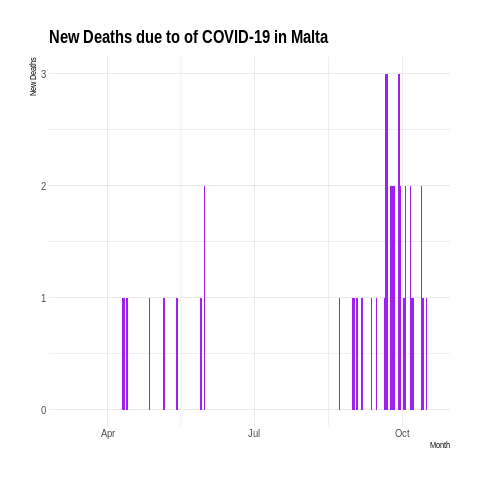 New Deaths due to of COVID-19 in Malta
New Deaths
3
2
1
0
Apr Jul Oct
Month